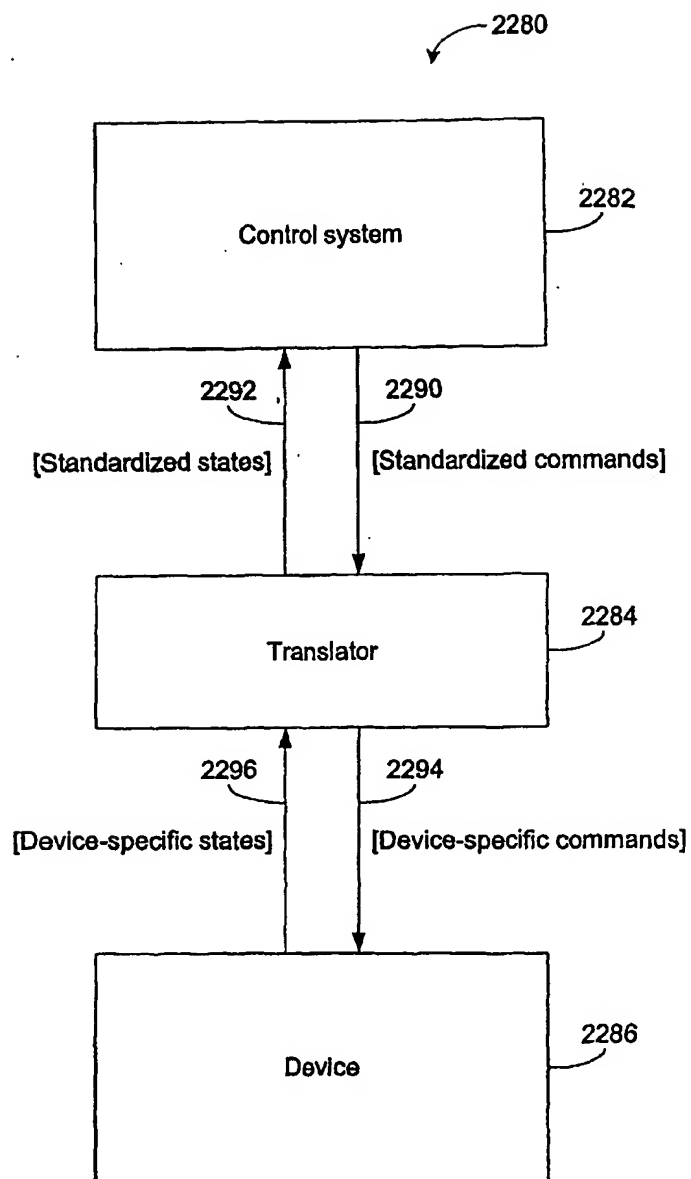 2280
Control system
2282
2292
2290
[Standardized states]
[Standardized commands]
Translator
2284
2296
2294
[Device-specific states]
[Device-specific commands]
Device
2286